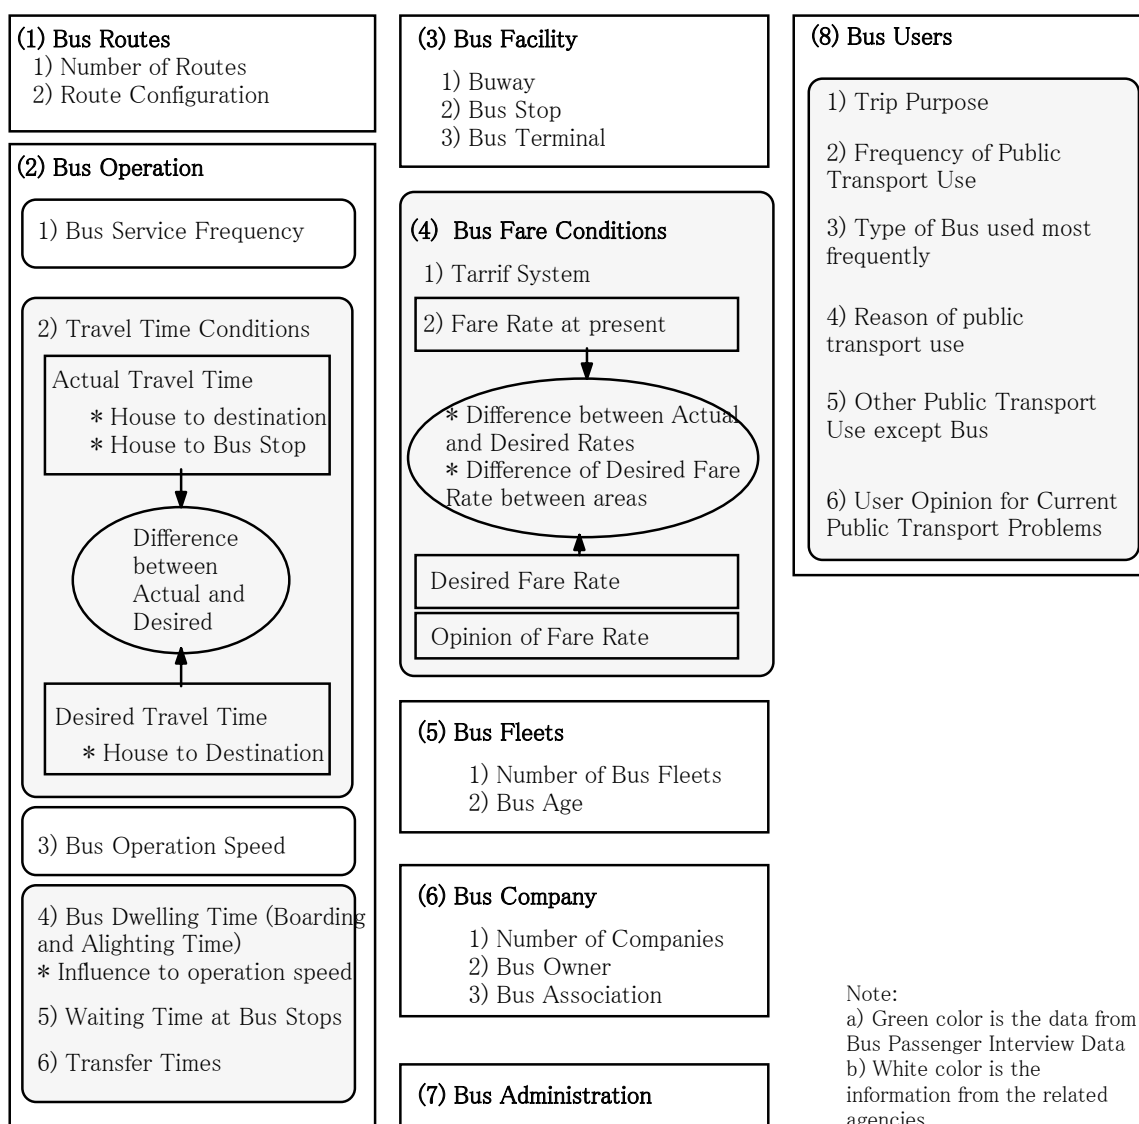 (1) Bus Routes
1) Number of Routes
2) Route Configuration
(2) Bus Operation
1) Bus Service Frequency
2) Travel Time Conditions
Actual Travel Time
* House to destination
* House to Bus Stop
Difference
between
Actual and
Desired
Desired Travel Time
* House to Destination
3) Bus Operation Speed
4) Bus Dwelling Time (Boarding
and Alighting Time)
* Influence to operation speed
5) Waiting Time at Bus Stops
6) Transfer Times
(3) Bus Facility
1) Buway
2) Bus Stop
3) Bus Terminal
(4) Bus Fare Conditions
1) Tarrif System
2) Fare Rate at present
* Difference between Actual
and Desired Rates
* Difference of Desired Fare
Rate between areas
Desired Fare Rate
Opinion of Fare Rate
(5) Bus Fleets
1) Number of Bus Fleets
2) Bus Age
(6) Bus Company
1) Number of Companies
2) Bus Owner
3) Bus Association
(7) Bus Administration
(8) Bus Users
1) Trip Purpose
2) Frequency of Public
Transport Use
3) Type of Bus used most
frequently
4) Reason of public
transport use
5) Other Public Transport
Use except Bus
6) User Opinion for Current
Public Transport Problems
Note:
a) Green color is the data from
Bus Passenger Interview Data
b) White color is the
information from the related
agencies